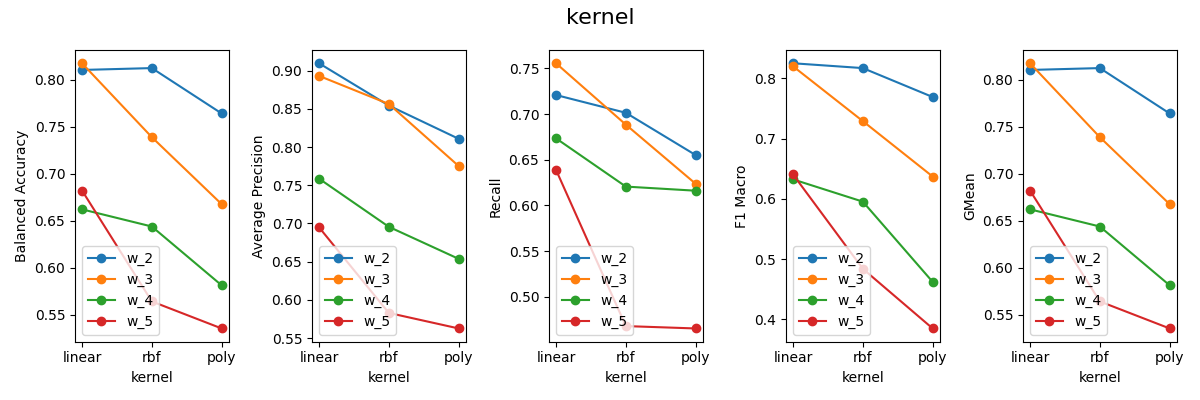 kernel
Balanced Accuracy
0.80
0.75
0.70
0.65
0.60
0.55
w_2
w_3
w_4
w_5
linear rbf poly
kernel
Average Precision
0.90
0.85
0.80
0.75
0.70
0.65
0.60
0.55
w_2
w_3
w_4
w_5
linear rbf poly
kernel
Recall
0.75
0.70
0.65
0.60
0.55
0.50
w_2
w_3
w_4
w_5
linear rbf poly
kernel
F1 Macro
0.8
0.7
0.6
0.5
0.4
w_2
w_3
w_4
w_5
linear rbf poly
kernel
GMean
0.80
0.75
0.70
0.65
0.60
0.55
w_2
w_3
w_4
w_5
linear rbf poly
kernel